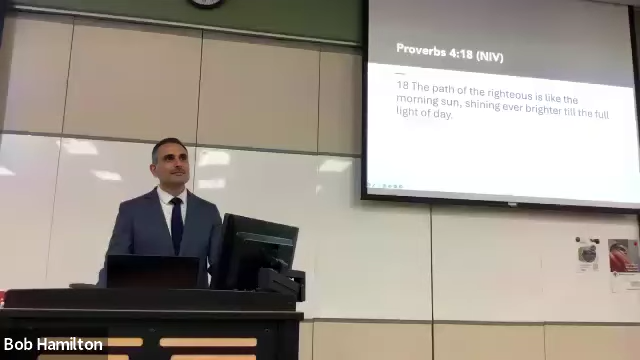 Proverbs 4:18 (NIV)
18 The path of the righteous is like the
morning sun, shining ever brighter till the full
light of day.
Bob Hamilton